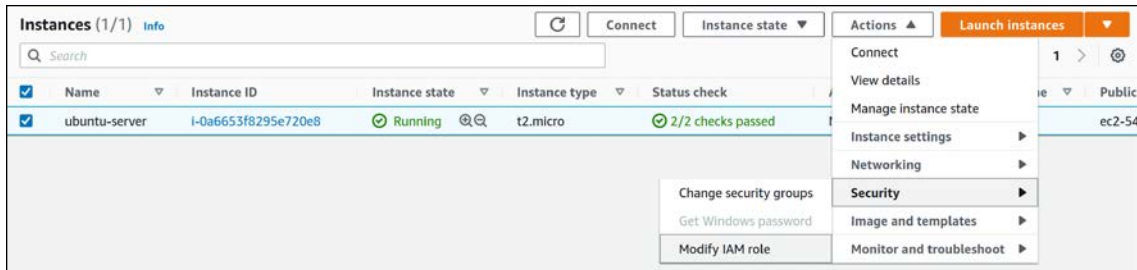 Instances (1/1) Info
Connect
Instance state
Actions
Launch instances
Search
1
Name
Instance ID
Instance state
Instance type
Status check
Public
ubuntu-server
i-0a6653f8295e720e8
Running
t2.micro
2/2 checks passed
ec2-54
Connect
View details
Manage instance state
Instance settings
Networking
Security
Image and templates
Monitor and troubleshoot
Change security groups
Get Windows password
Modify IAM role